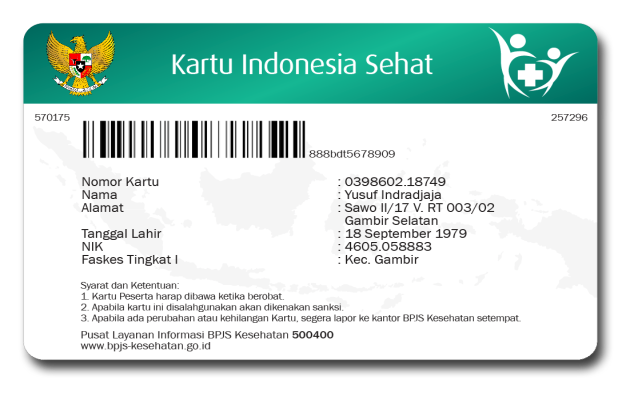 Kartu Indonesia Sehat
570175
257296
888bdt5678909
Nomor Kartu : 0398602.18749
Nama : Yusuf Indradjaja
Alamat : Sawo II/17 V. RT 003/02
Gambir Selatan
Tanggal Lahir : 18 September 1979
NIK : 4605.058883
Faskes Tingkat I : Kec. Gambir
Syarat dan Ketentuan:
1. Kartu Peserta harap dibawa ketika berobat.
2. Apabila kartu ini disalahgunakan akan dikenakan sanksi.
3. Apabila ada perubahan atau kehilangan Kartu, segera lapor ke kantor BPJS Kesehatan setempat.
Pusat Layanan Informasi BPJS Kesehatan 500400
www.bpjs-kesehatan.go.id